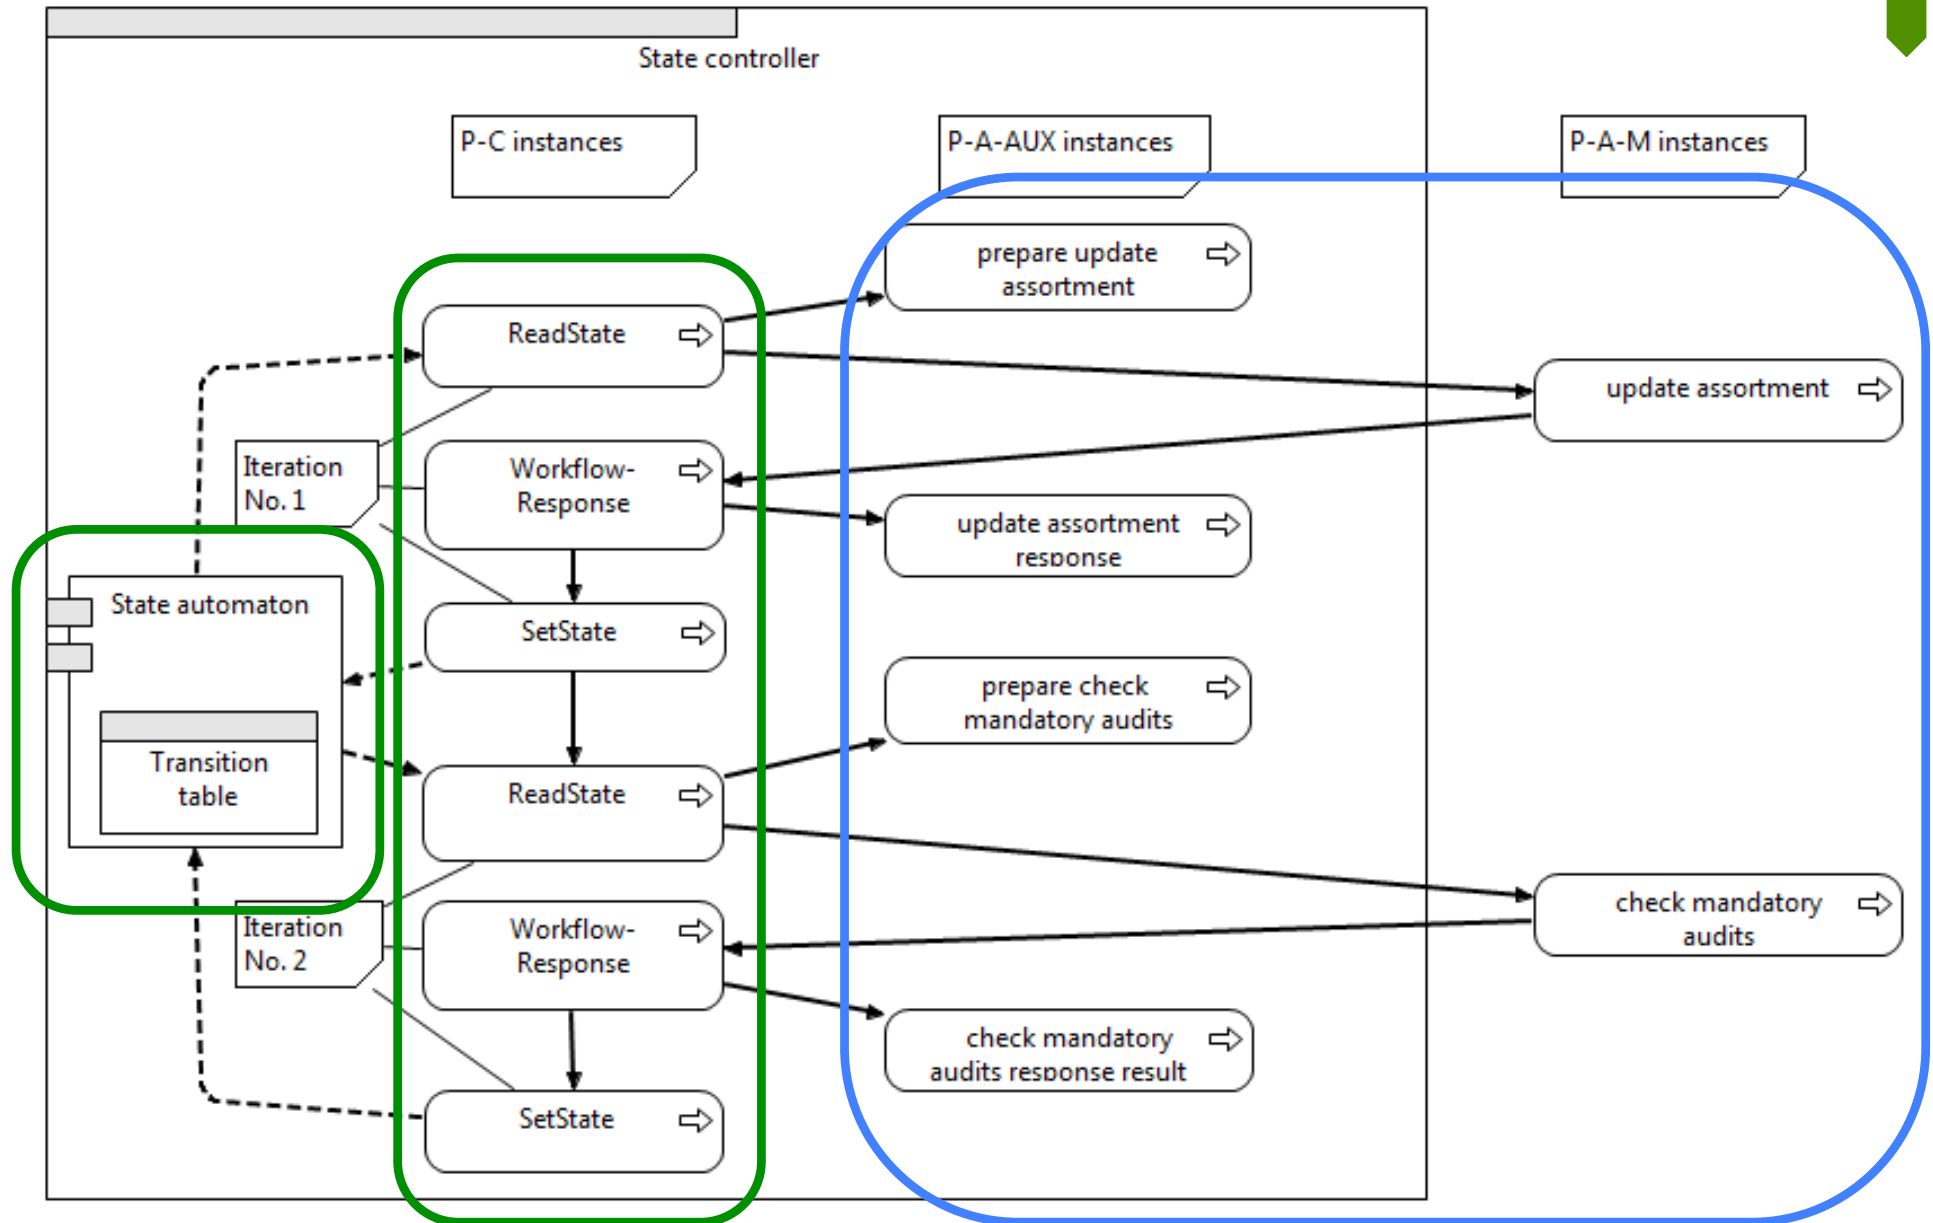 State controller
P-C instances
P-A-AUX instances
P-A-M instances
prepare update
assortment
ReadState
update assortment
Iteration
No. 1
Workflow-
Response
update assortment
response
State automaton
SetState
prepare check
mandatory audits
Transition
table
ReadState
check mandatory
audits
Iteration
No. 2
Workflow-
Response
check mandatory
audits response result
SetState